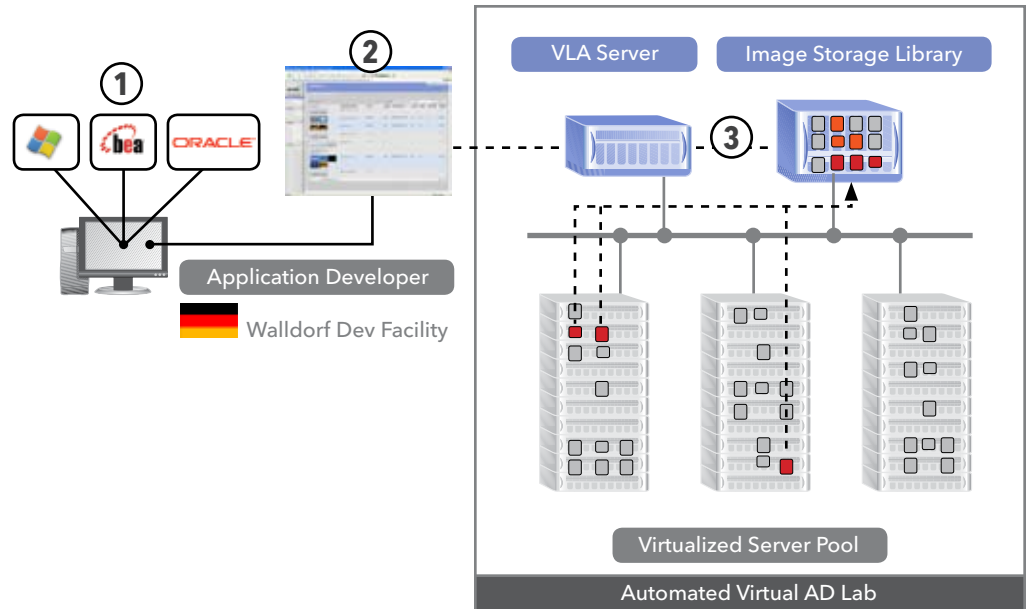 1
2
bea
ORACLE
Application Developer
Walldorf Dev Facility
VLA Server
Image Storage Library
3
Virtualized Server Pool
Automated Virtual AD Lab